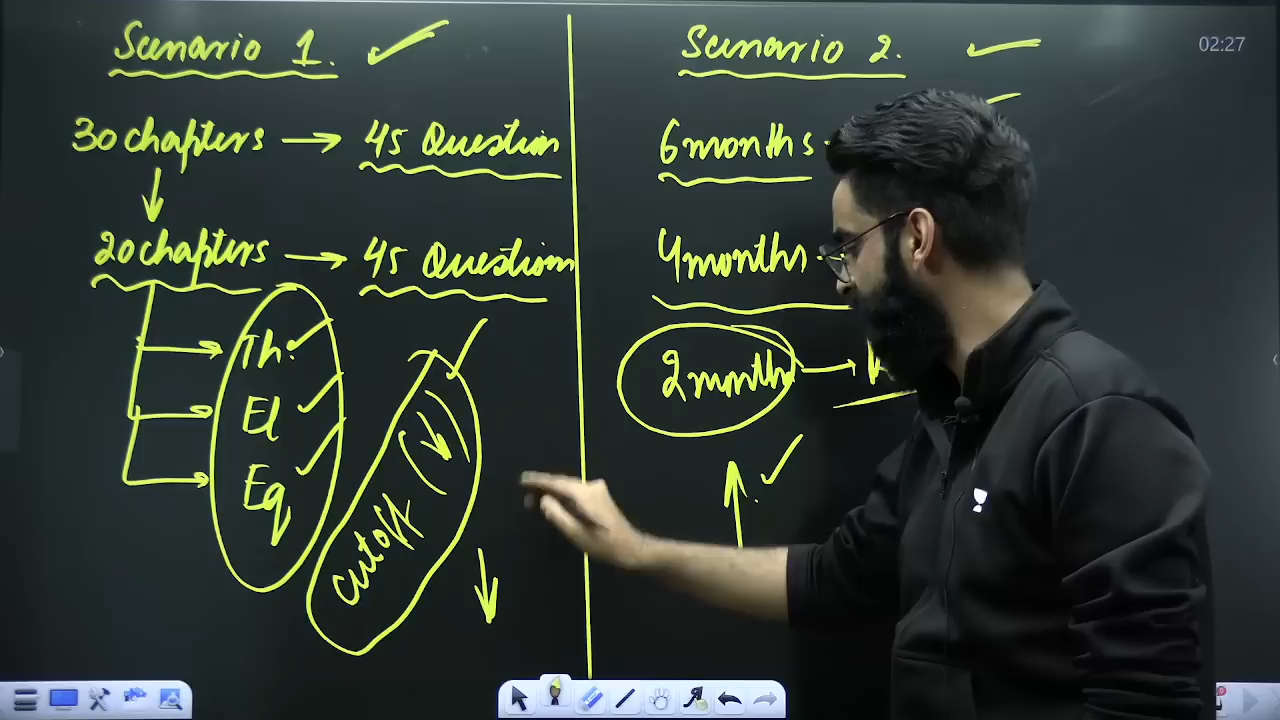 Scenario 1.
30 chapters → 45 Question
20 chapters → 45 Questions
Th.
El
Eq
cutoff
Scenario 2.
6 months
4 months
2 months →
02:27